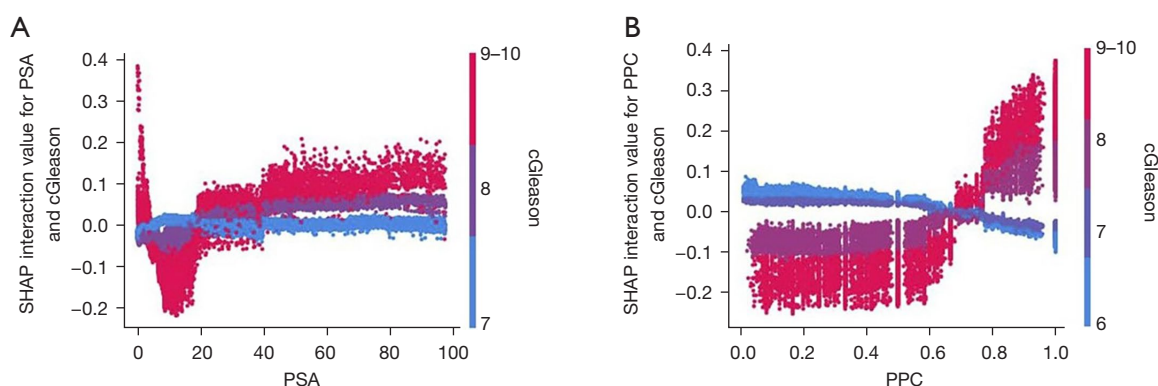 A
SHAP interaction value for PSA
and cGleason
0.4
0.3
0.2
0.1
0.0
−0.1
−0.2
0 20 40 60 80 100
PSA
9–10
8
7
cGleason
B
SHAP interaction value for PPC
and cGleason
0.4
0.3
0.2
0.1
0.0
−0.1
−0.2
0.0 0.2 0.4 0.6 0.8 1.0
PPC
9–10
8
7
6
cGleason